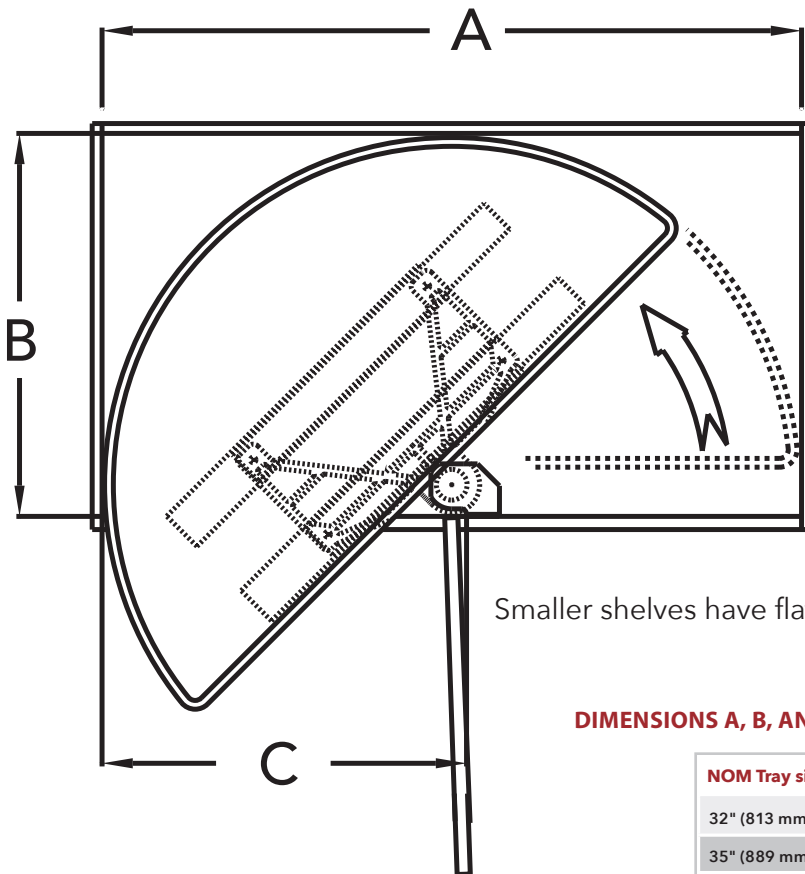 A
B
C
Smaller shelves have fla
DIMENSIONS A, B, AN
NOM Tray si
32" (813 mm
35" (889 mm